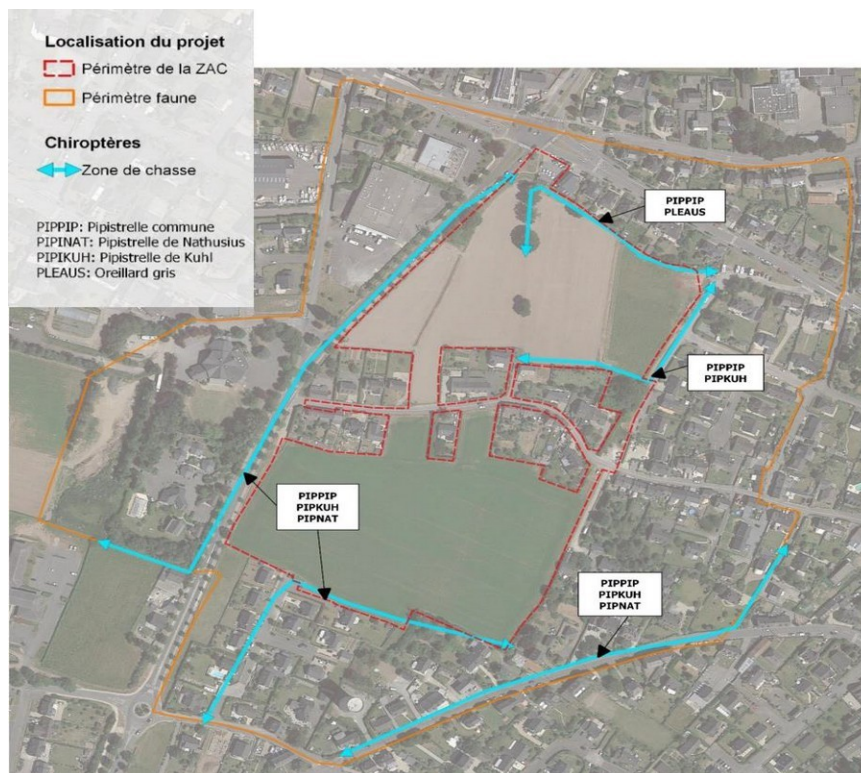 Localisation du projet
Périmètre de la ZAC
Périmètre faune
Chiroptères
Zone de chasse
PIPPIP: Pipistrelle commune
PIPINAT: Pipistrelle de Nathusius
PIPIKUH: Pipistrelle de Kuhl
PLEAUS: Oreillard gris
PIPPIP
PLEAUS
PIPPIP
PIPKUH
PIPPIP
PIPKUH
PIPNAT
PIPPIP
PIPKUH
PIPNAT